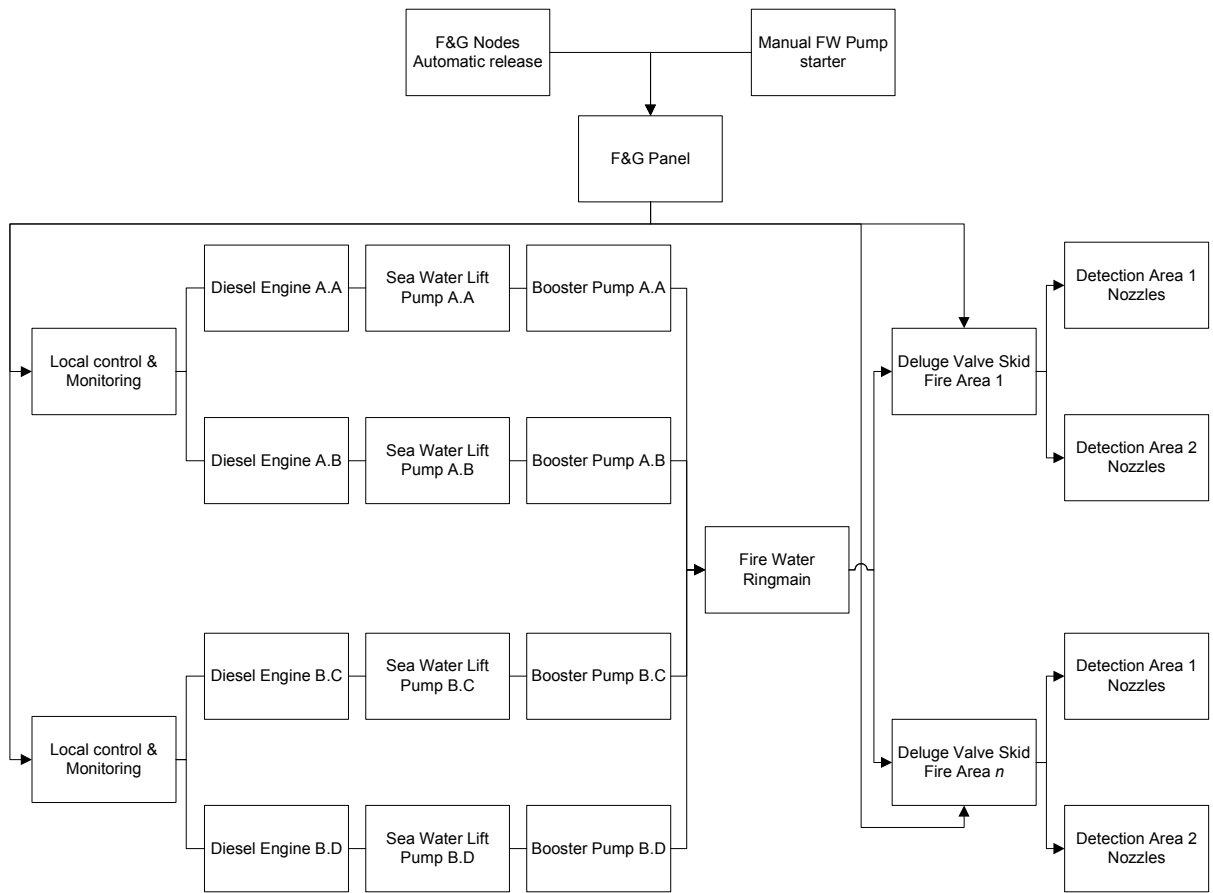 F&G Nodes
Automatic release
Manual FW Pump
starter
F&G Panel
Diesel Engine A.A
Sea Water Lift
Pump A.A
Booster Pump A.A
Detection Area 1
Nozzles
Local control &
Monitoring
Deluge Valve Skid
Fire Area 1
Diesel Engine A.B
Sea Water Lift
Pump A.B
Booster Pump A.B
Detection Area 2
Nozzles
Fire Water
Ringmain
Diesel Engine B.C
Sea Water Lift
Pump B.C
Booster Pump B.C
Detection Area 1
Nozzles
Local control &
Monitoring
Deluge Valve Skid
Fire Area n
Diesel Engine B.D
Sea Water Lift
Pump B.D
Booster Pump B.D
Detection Area 2
Nozzles